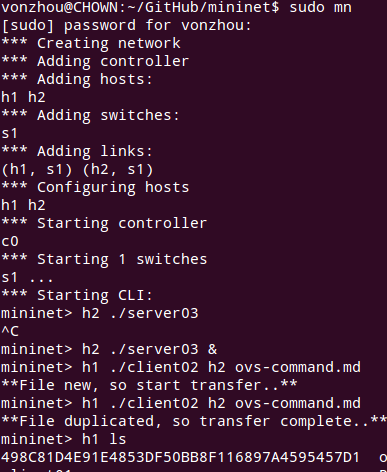 vonzhou@CHOWN:~/GitHub/mininet$ sudo mn
[sudo] password for vonzhou:
*** Creating network
*** Adding controller
*** Adding hosts:
h1 h2
*** Adding switches:
s1
*** Adding links:
(h1, s1) (h2, s1)
*** Configuring hosts
h1 h2
*** Starting controller
c0
*** Starting 1 switches
s1 ...
*** Starting CLI:
mininet> h2 ./server03
^C
mininet> h2 ./server03 &
mininet> h1 ./client02 h2 ovs-command.md
**File new, so start transfer..**
mininet> h1 ./client02 h2 ovs-command.md
**File duplicated, so transfer complete..**
mininet> h1 ls
498C81D4E91E4853DF50BB8F116897A4595457D1 o